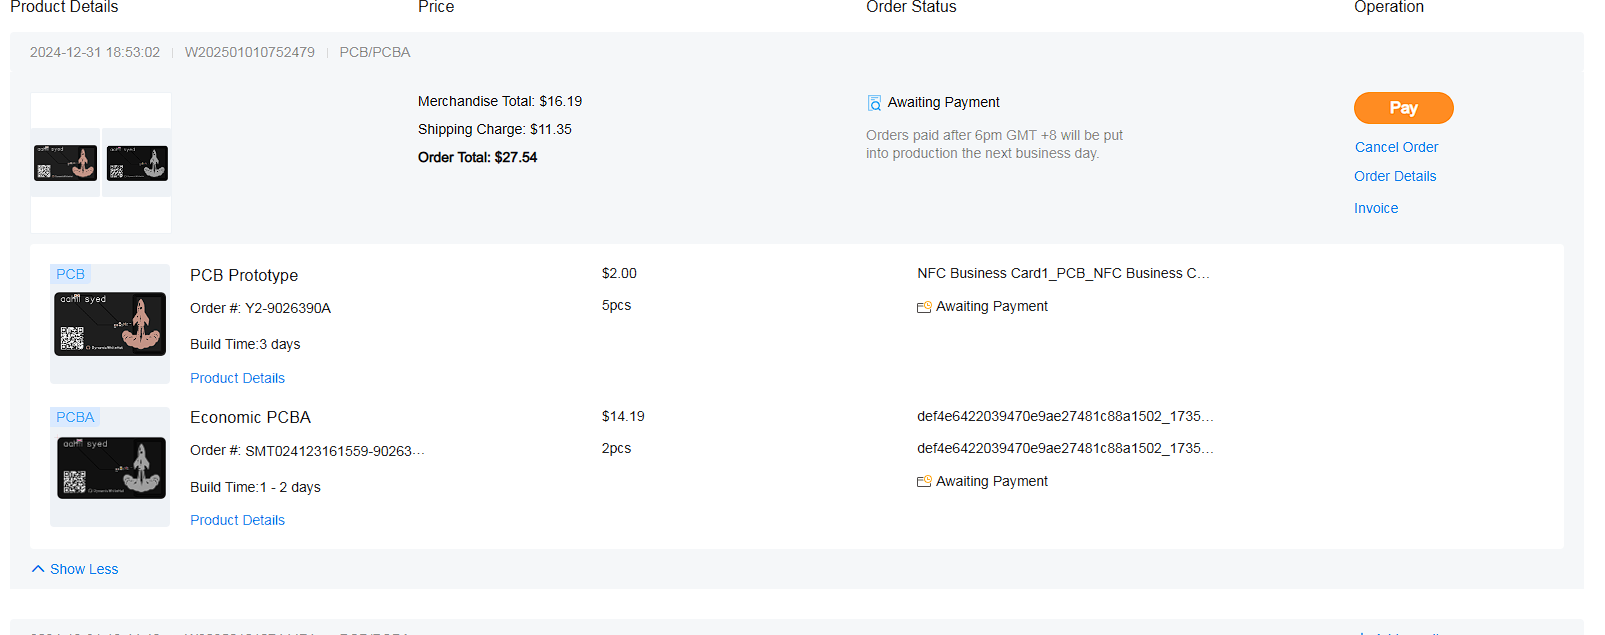 Product Details Price Order Status Operation
2024-12-31 18:53:02 W202501010752479 PCB/PCBA
Merchandise Total: $16.19
Shipping Charge: $11.35
Order Total: $27.54
Awaiting Payment
Orders paid after 6pm GMT +8 will be put
into production the next business day.
Pay
Cancel Order
Order Details
Invoice
PCB
aahil syed
PCB Prototype
Order #: Y2-9026390A
Build Time:3 days
Product Details
$2.00
5pcs
NFC Business Card1_PCB_NFC Business C...
Awaiting Payment
PCBA
aahil syed
Economic PCBA
Order #: SMT024123161559-90263...
Build Time:1 - 2 days
Product Details
$14.19
2pcs
def4e6422039470e9ae27481c88a1502_1735...
def4e6422039470e9ae27481c88a1502_1735...
Awaiting Payment
Show Less